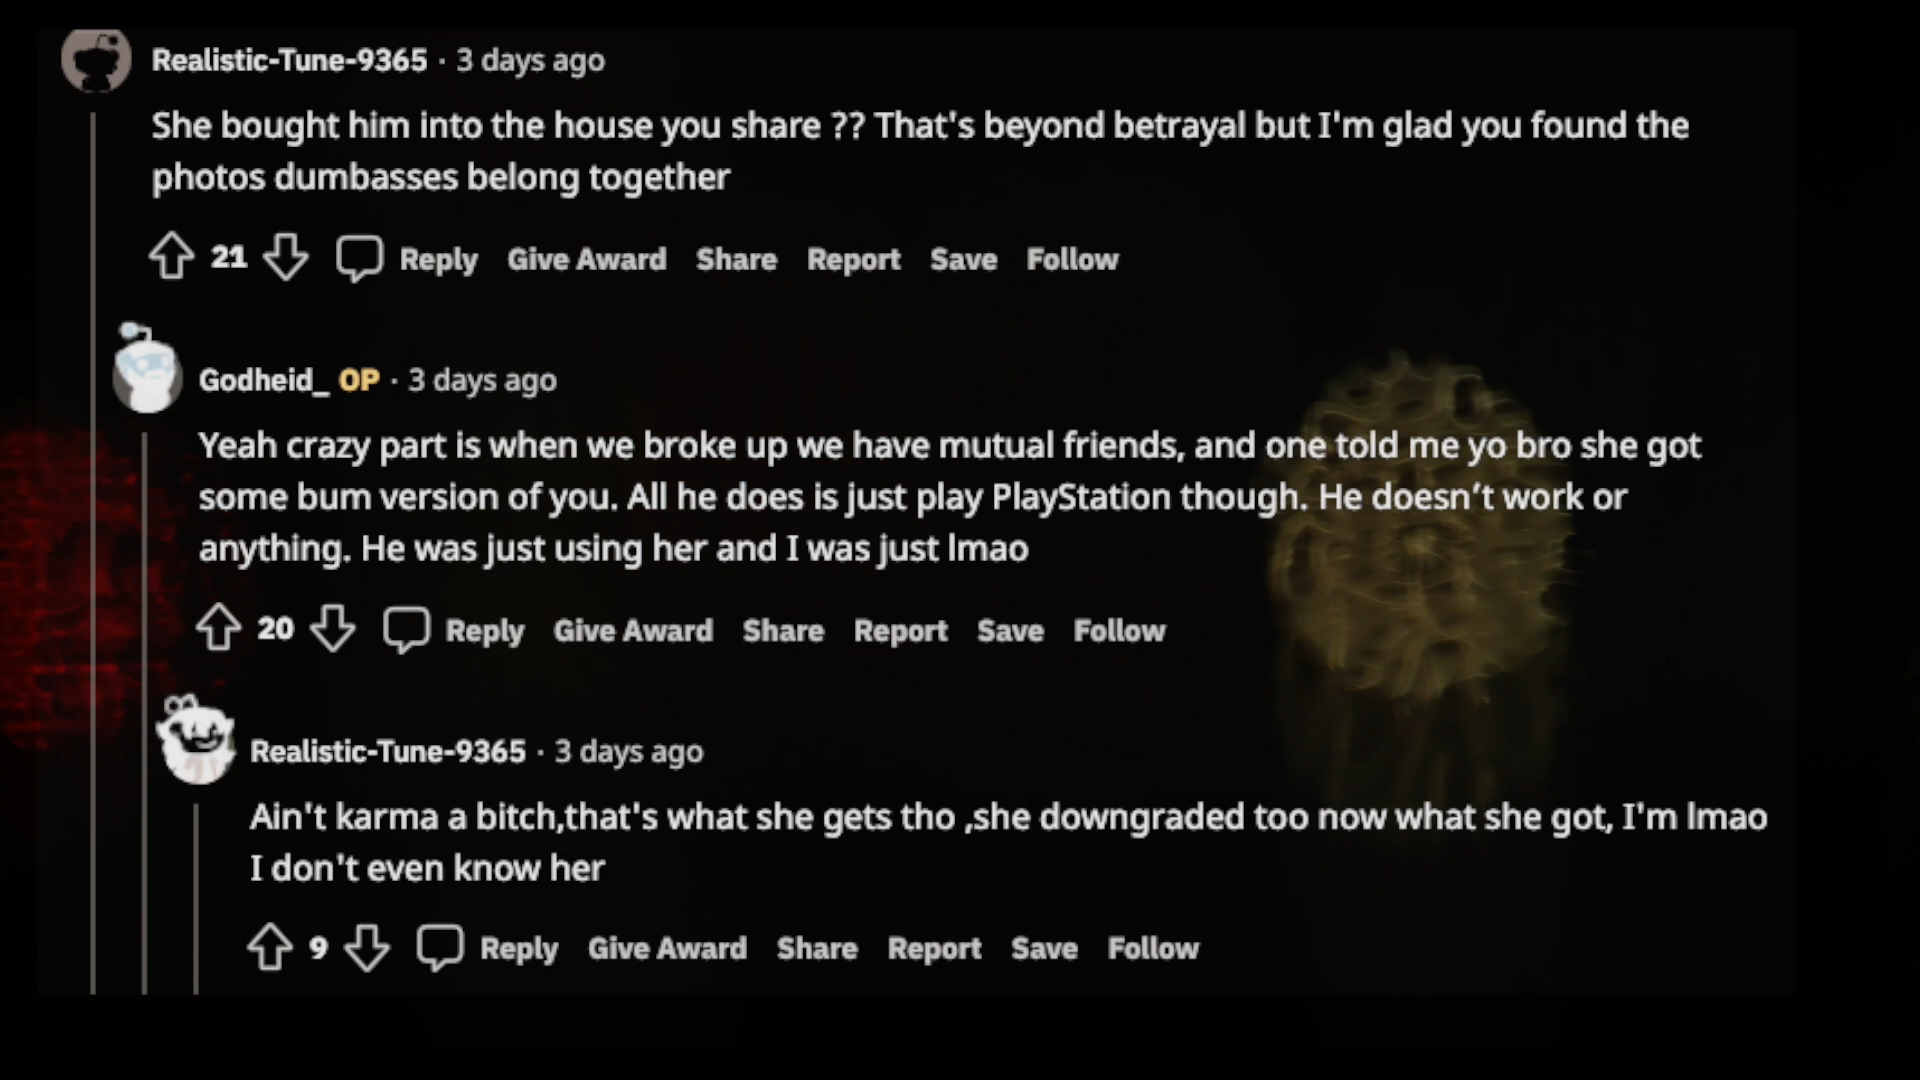 Realistic-Tune-9365 · 3 days ago
She bought him into the house you share ?? That's beyond betrayal but I'm glad you found the
photos dumbasses belong together
21 Reply Give Award Share Report Save Follow
Godheid_ OP · 3 days ago
Yeah crazy part is when we broke up we have mutual friends, and one told me yo bro she got
some bum version of you. All he does is just play PlayStation though. He doesn’t work or
anything. He was just using her and I was just lmao
20 Reply Give Award Share Report Save Follow
Realistic-Tune-9365 · 3 days ago
Ain't karma a bitch,that's what she gets tho ,she downgraded too now what she got, I'm lmao
I don't even know her
9 Reply Give Award Share Report Save Follow